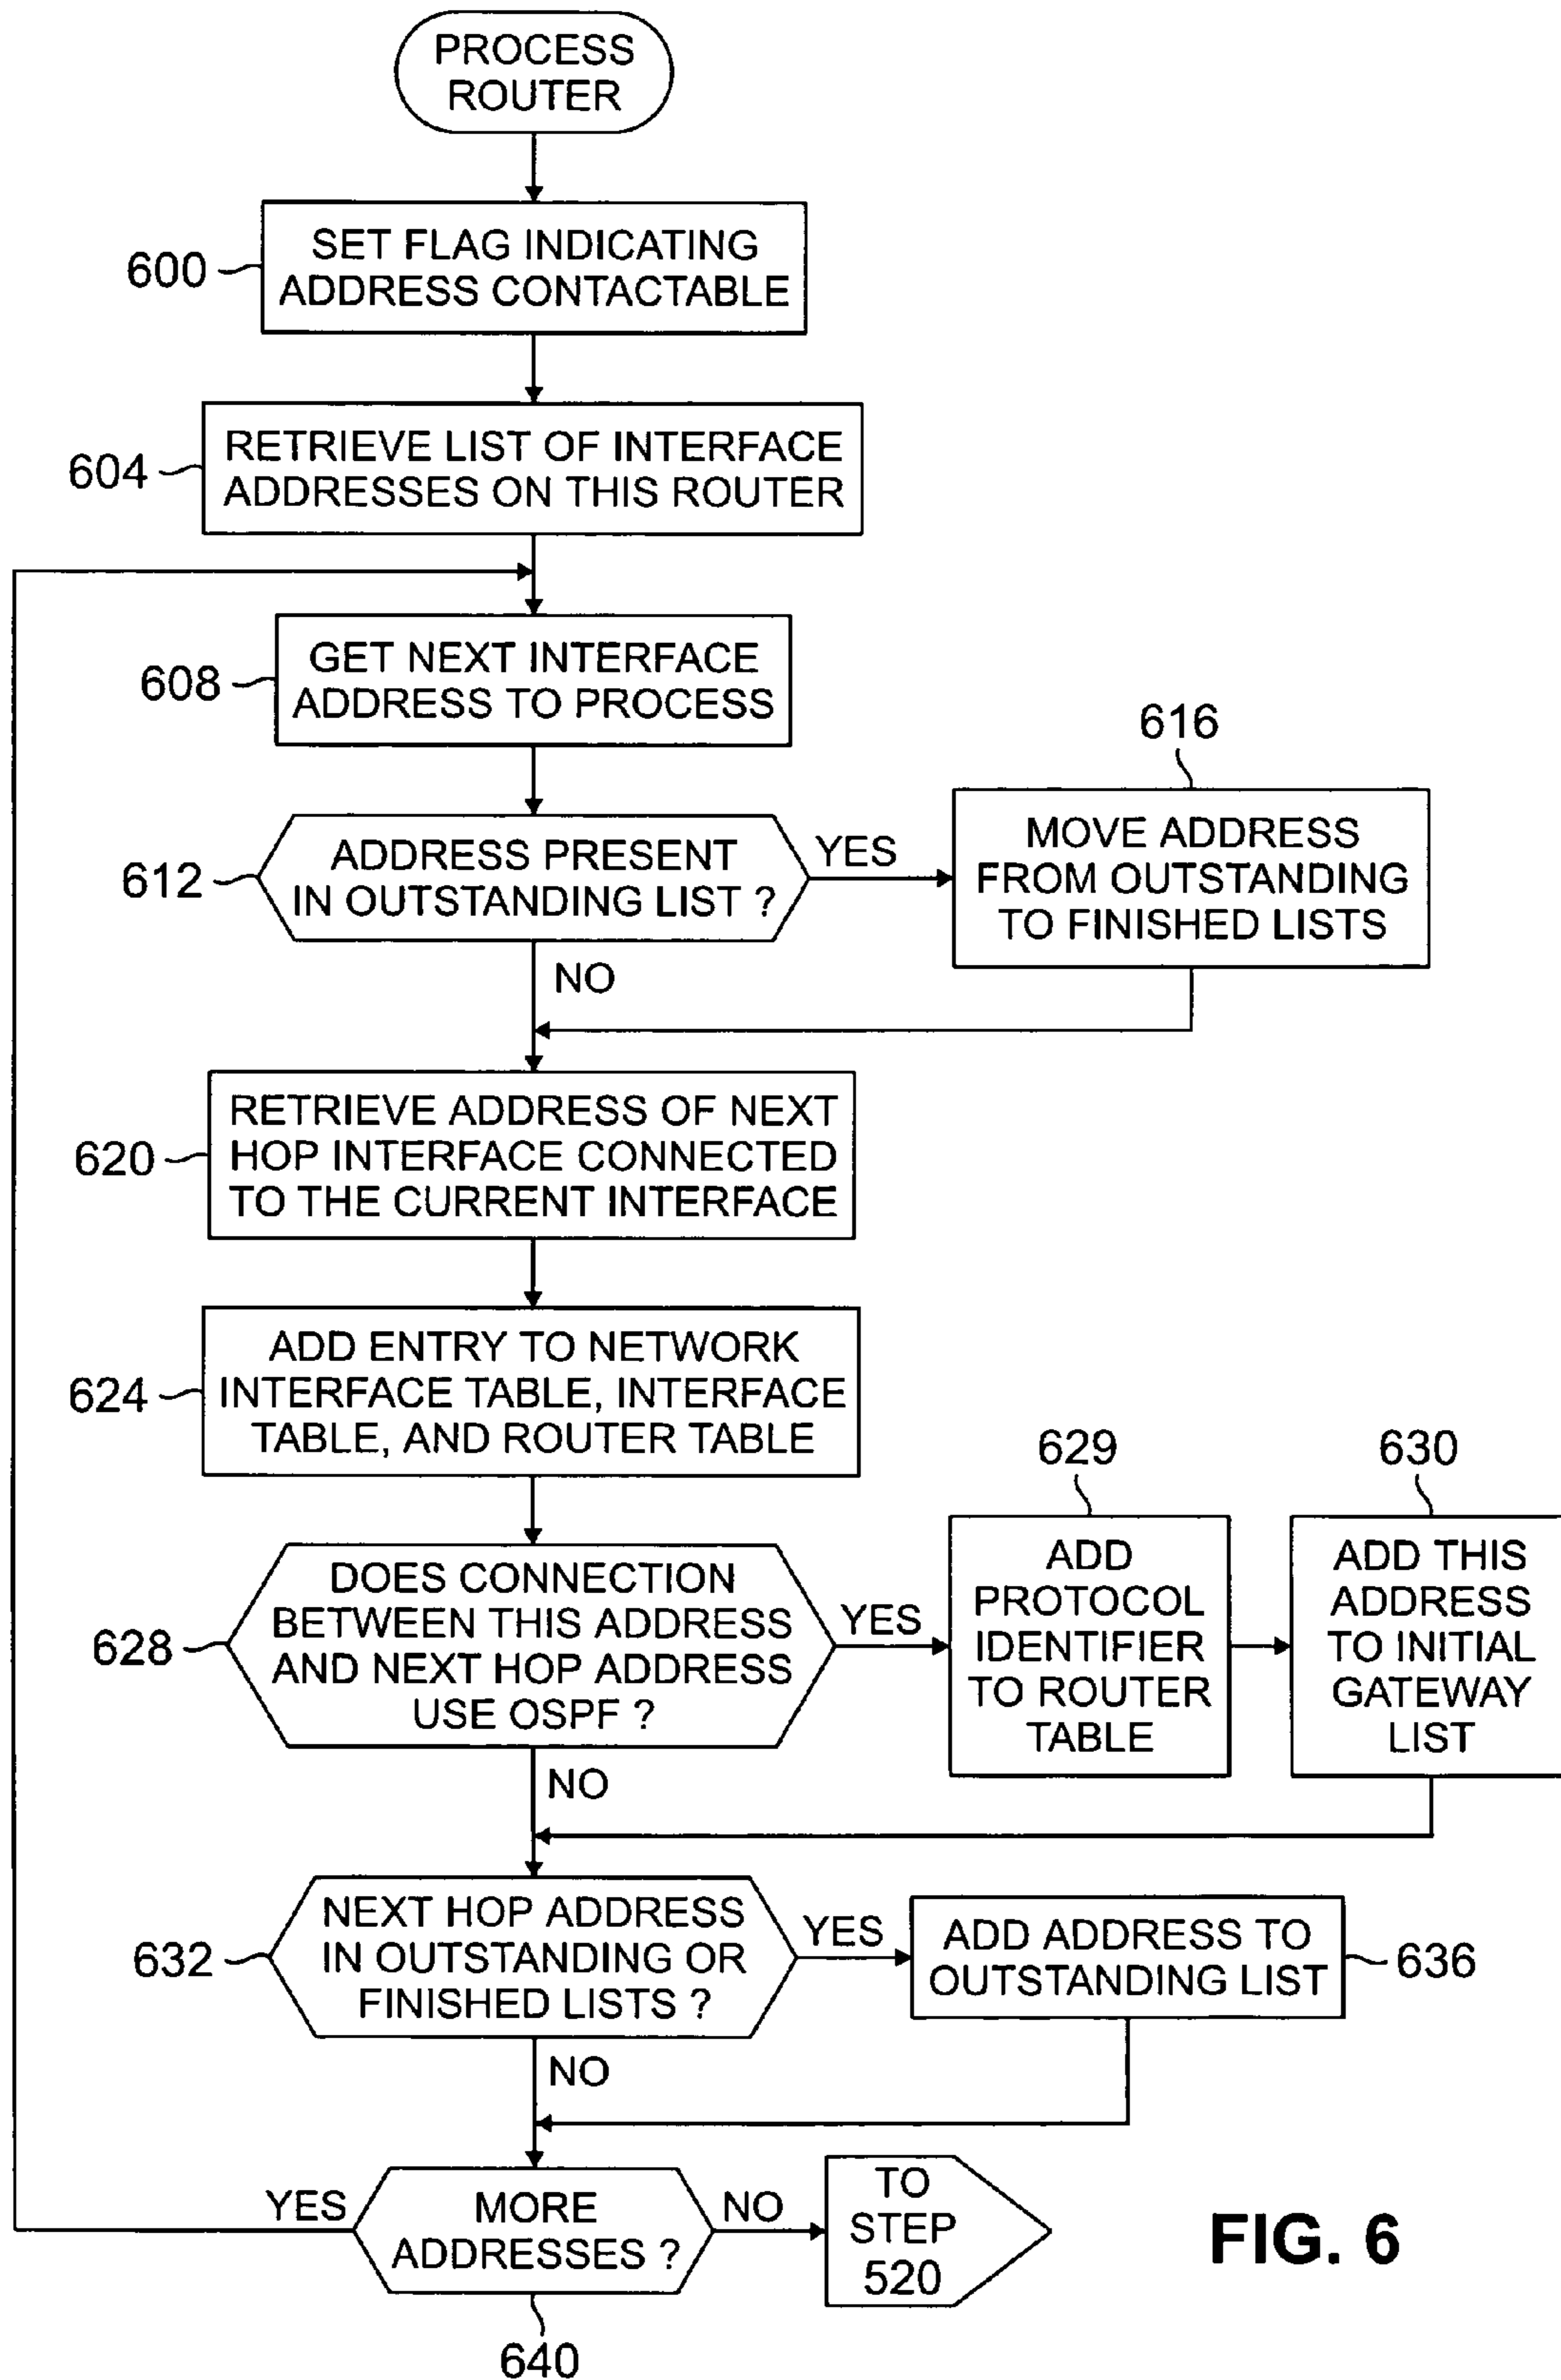 PROCESS
ROUTER
600
SET FLAG INDICATING
ADDRESS CONTACTABLE
604
RETRIEVE LIST OF INTERFACE
ADDRESSES ON THIS ROUTER
608
GET NEXT INTERFACE
ADDRESS TO PROCESS
612
ADDRESS PRESENT
IN OUTSTANDING LIST ?
YES
NO
616
MOVE ADDRESS
FROM OUTSTANDING
TO FINISHED LISTS
620
RETRIEVE ADDRESS OF NEXT
HOP INTERFACE CONNECTED
TO THE CURRENT INTERFACE
624
ADD ENTRY TO NETWORK
INTERFACE TABLE, INTERFACE
TABLE, AND ROUTER TABLE
628
DOES CONNECTION
BETWEEN THIS ADDRESS
AND NEXT HOP ADDRESS
USE OSPF ?
YES
NO
629
ADD
PROTOCOL
IDENTIFIER
TO ROUTER
TABLE
630
ADD THIS
ADDRESS
TO INITIAL
GATEWAY
LIST
632
NEXT HOP ADDRESS
IN OUTSTANDING OR
FINISHED LISTS ?
YES
NO
ADD ADDRESS TO
OUTSTANDING LIST
636
YES
MORE
ADDRESSES ?
NO
640
TO
STEP
520
FIG. 6